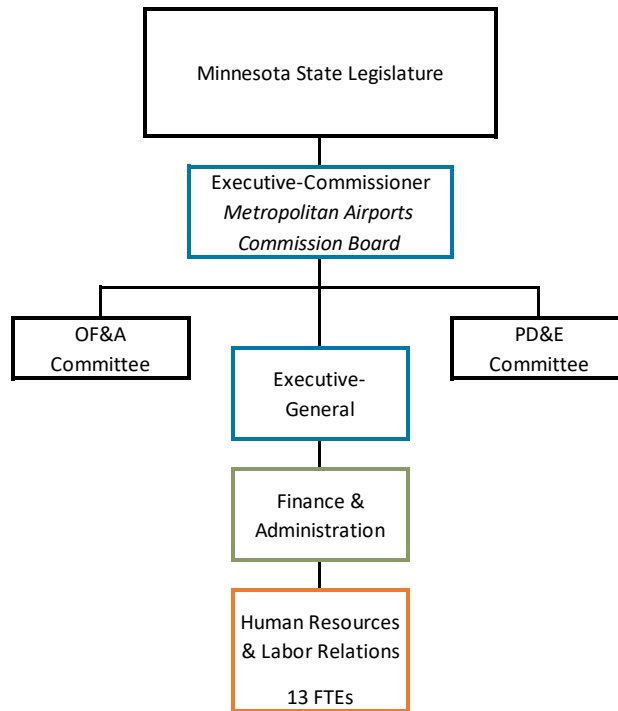 Minnesota State Legislature
Executive-Commissioner
Metropolitan Airports
Commission Board
OF&A
Committee
PD&E
Committee
Executive-
General
Finance &
Administration
Human Resources
& Labor Relations
13 FTEs